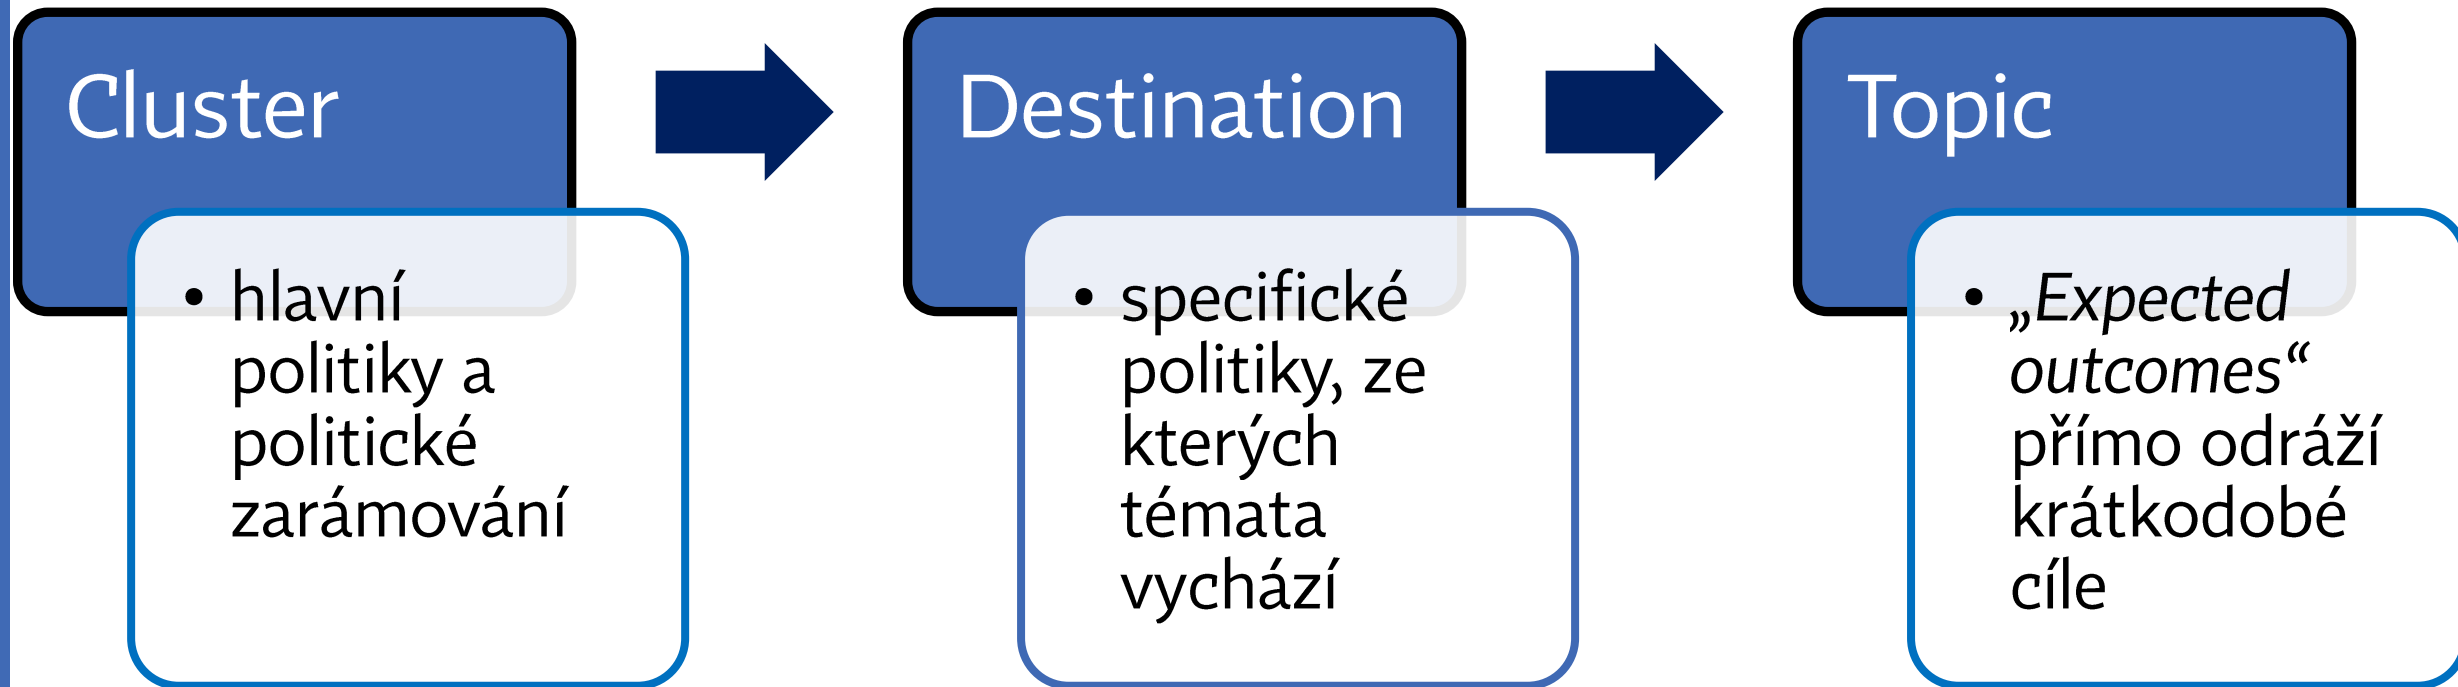 Cluster
• hlavní
politiky a
politické
zarámování
Destination
• specifické
politiky, ze
kterých
témata
vychází
Topic
• „Expected
outcomes“
přímo odráží
krátkodobé
cíle